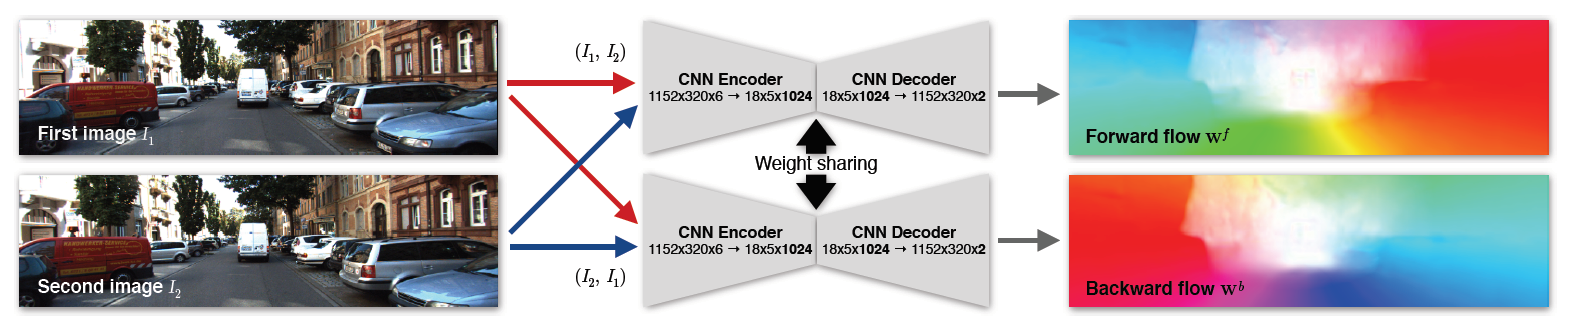 First image I₁
(I₁, I₂)
CNN Encoder
1152x320x6 → 18x5x1024
CNN Decoder
18x5x1024 → 1152x320x2
Forward flow wᶠ
Weight sharing
Second image I₂
(I₂, I₁)
CNN Encoder
1152x320x6 → 18x5x1024
CNN Decoder
18x5x1024 → 1152x320x2
Backward flow wᵇ